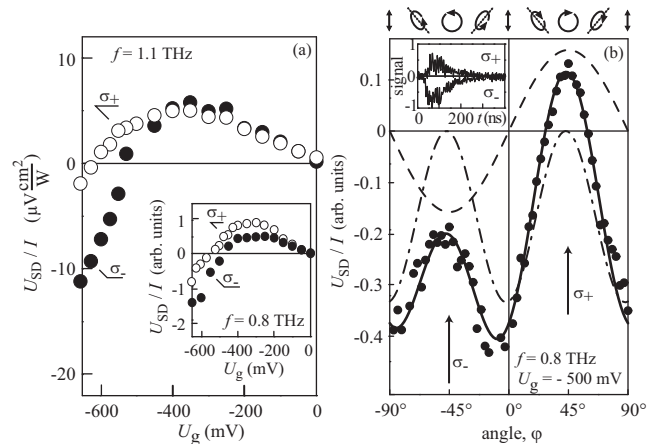 (a)
f = 1.1 THz
σ+
σ-
10
0
-10
-20
U_SD / I (μV cm²/W)
-600
-400
-200
0
U_g (mV)
σ+
σ-
1
0
-1
-2
U_SD / I (arb. units)
f = 0.8 THz
-600
-400
-200
0
U_g (mV)
(b)
signal
1
0
-1
σ+
σ-
0
200
t (ns)
0.1
0
-0.1
-0.2
-0.3
-0.4
U_SD / I (arb. units)
σ-
σ+
f = 0.8 THz
U_g = - 500 mV
-90°
-45°
0°
45°
90°
angle, φ